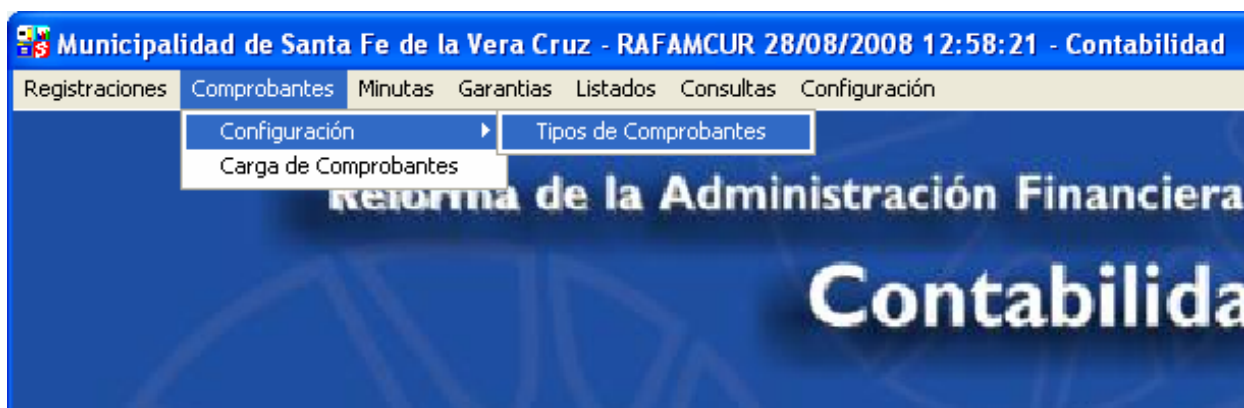 Municipalidad de Santa Fe de la Vera Cruz - RAFAMCUR 28/08/2008 12:58:21 - Contabilidad
Registraciones Comprobantes Minutas Garantias Listados Consultas Configuración
Configuración Tipos de Comprobantes
Carga de Comprobantes
Reforma de la Administración Financiera
Contabilida